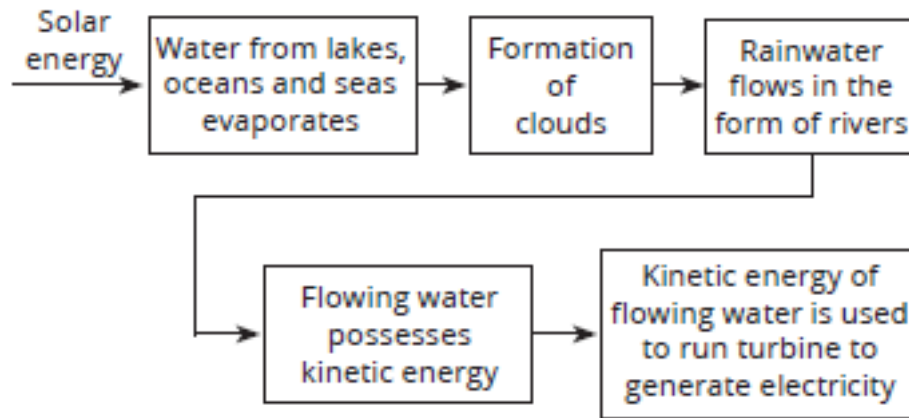 Solar
energy
Water from lakes,
oceans and seas
evaporates
Formation
of
clouds
Rainwater
flows in the
form of rivers
Flowing water
possesses
kinetic energy
Kinetic energy of
flowing water is used
to run turbine to
generate electricity